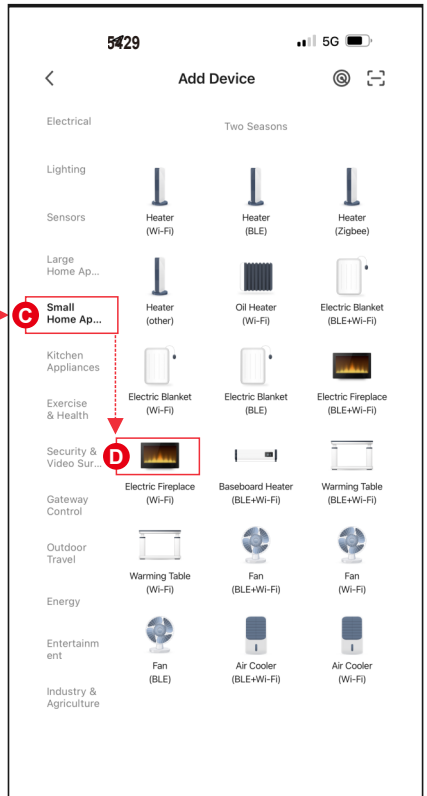 5G
Add Device
Electrical
Lighting
Sensors
Large
Home Ap...
Small
Home Ap...
Kitchen
Appliances
Exercise
& Health
Security &
Video Sur...
Gateway
Control
Outdoor
Travel
Energy
Entertainm
ent
Industry &
Agriculture
C
D
Two Seasons
Heater
(Wi-Fi)
Heater
(BLE)
Heater
(Zigbee)
Heater
(other)
Oil Heater
(Wi-Fi)
Electric Blanket
(BLE+Wi-Fi)
Electric Blanket
(Wi-Fi)
Electric Blanket
(BLE)
Electric Fireplace
(BLE+Wi-Fi)
Electric Fireplace
(Wi-Fi)
Baseboard Heater
(BLE+Wi-Fi)
Warming Table
(BLE+Wi-Fi)
Warming Table
(Wi-Fi)
Fan
(BLE+Wi-Fi)
Fan
(Wi-Fi)
Fan
(BLE)
Air Cooler
(BLE+Wi-Fi)
Air Cooler
(Wi-Fi)